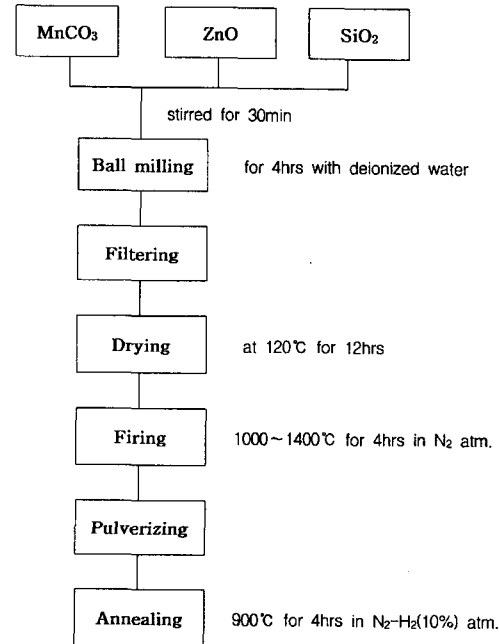 MnCO₃ ZnO SiO₂
stirred for 30min
Ball milling for 4hrs with deionized water
Filtering
Drying at 120℃ for 12hrs
Firing 1000~1400℃ for 4hrs in N₂ atm.
Pulverizing
Annealing 900℃ for 4hrs in N₂-H₂(10%) atm.